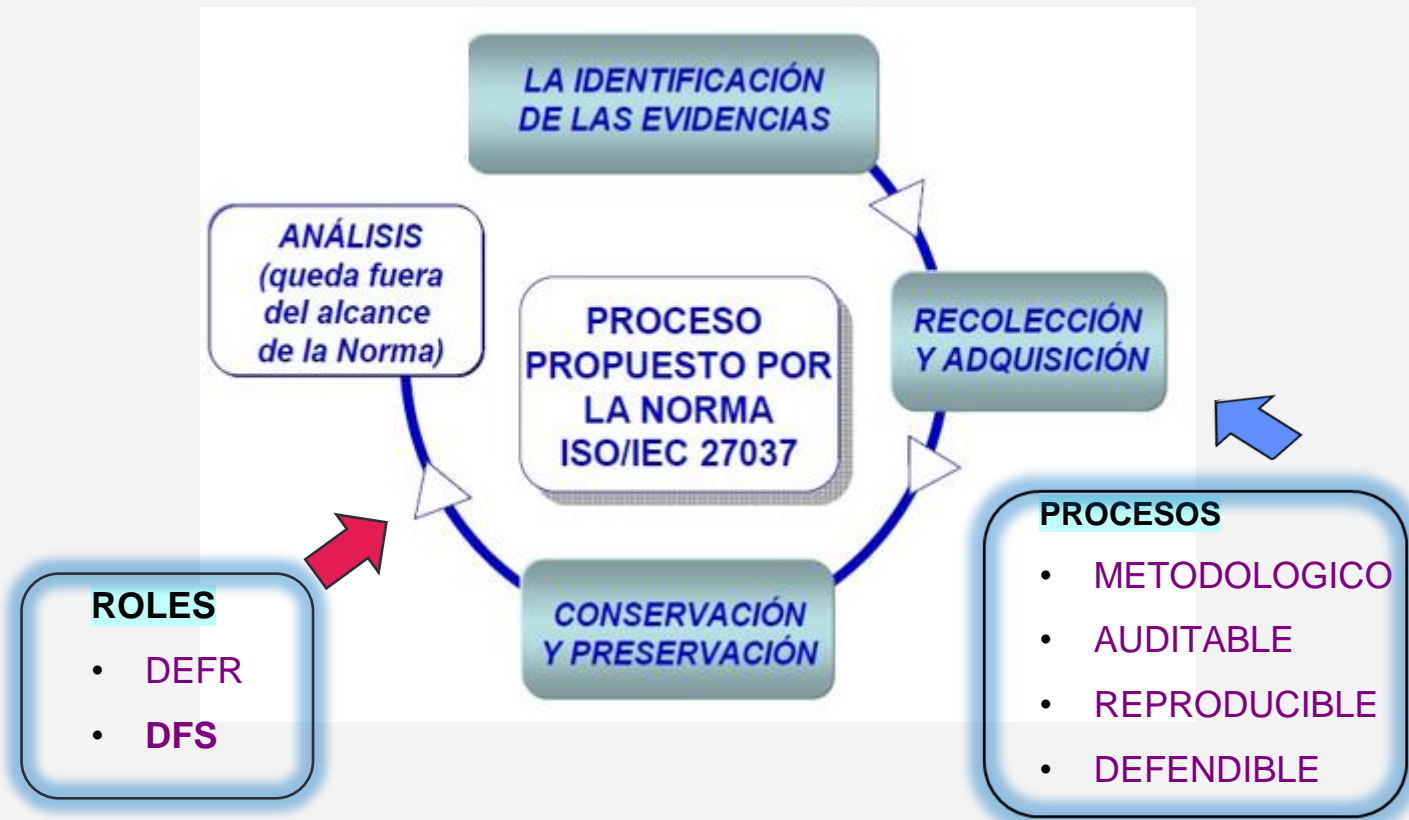 LA IDENTIFICACIÓN
DE LAS EVIDENCIAS
ANÁLISIS
(queda fuera
del alcance
de la Norma)
PROCESO
PROPUESTO POR
LA NORMA
ISO/IEC 27037
RECOLECCIÓN
Y ADQUISICIÓN
CONSERVACIÓN
Y PRESERVACIÓN
ROLES
• DEFR
• DFS
PROCESOS
• METODOLOGICO
• AUDITABLE
• REPRODUCIBLE
• DEFENDIBLE